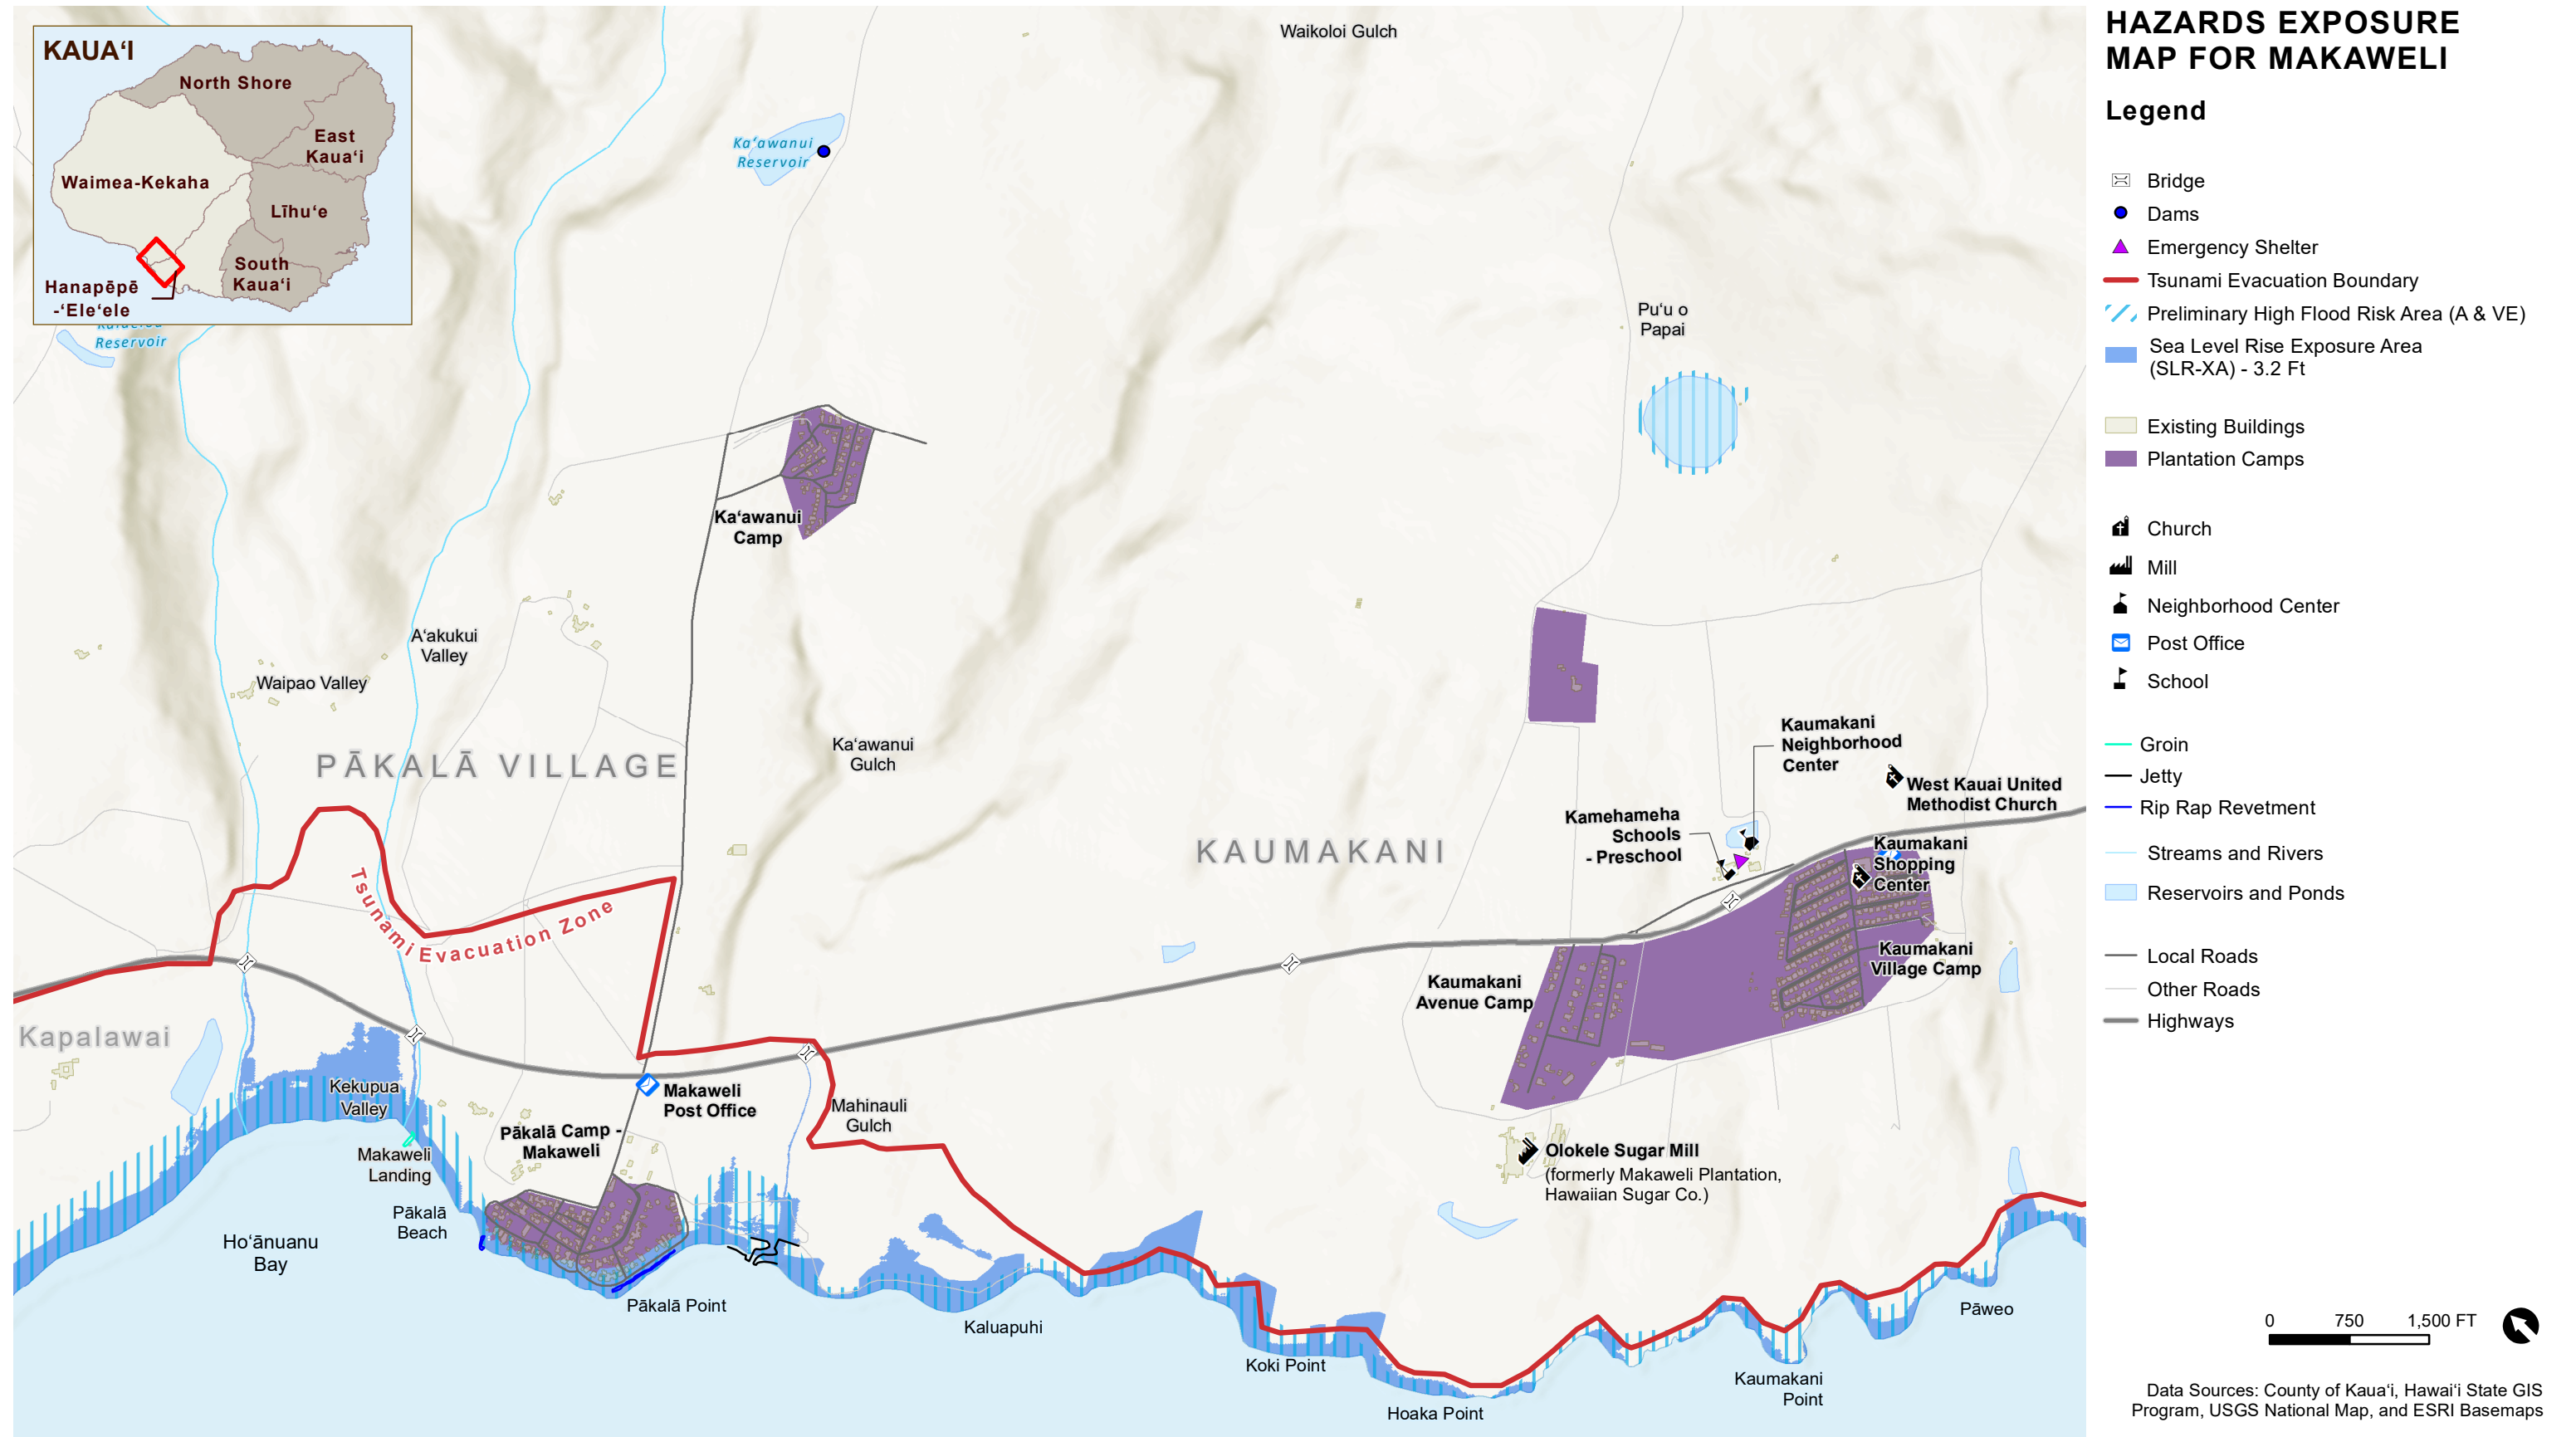 HAZARDS EXPOSURE
MAP FOR MAKAWELI
Legend
Bridge
Dams
Emergency Shelter
Tsunami Evacuation Boundary
Preliminary High Flood Risk Area (A & VE)
Sea Level Rise Exposure Area
(SLR-XA) - 3.2 Ft
Existing Buildings
Plantation Camps
Church
Mill
Neighborhood Center
Post Office
School
Groin
Jetty
Rip Rap Revetment
Streams and Rivers
Reservoirs and Ponds
Local Roads
Other Roads
Highways
0 750 1,500 FT
Data Sources: County of Kauaʻi, Hawaiʻi State GIS
Program, USGS National Map, and ESRI Basemaps
KAUAʻI
North Shore
East
Kauaʻi
Waimea-Kekaha
Līhuʻe
South
Kauaʻi
Hanapēpē
-ʻEleʻele
Reservoir
Waikoloi Gulch
Kaʻawanui
Reservoir
Puʻu o
Papai
Kaʻawanui
Camp
Aʻakukui
Valley
Waipao Valley
PĀKALĀ VILLAGE
Kaʻawanui
Gulch
Kaumakani
Neighborhood
Center
West Kauai United
Methodist Church
Kamehameha
Schools
- Preschool
KAUMAKANI
Kaumakani
Shopping
Center
Tsunami Evacuation Zone
Kaumakani
Village Camp
Kaumakani
Avenue Camp
Kapalawai
Kekupua
Valley
Makaweli
Post Office
Mahinauli
Gulch
Pākalā Camp -
Makaweli
Makaweli
Landing
Olokele Sugar Mill
(formerly Makaweli Plantation,
Hawaiian Sugar Co.)
Pākalā
Beach
Hoʻānuanu
Bay
Pākalā Point
Kaluapuhi
Koki Point
Hoaka Point
Kaumakani
Point
Pāweo